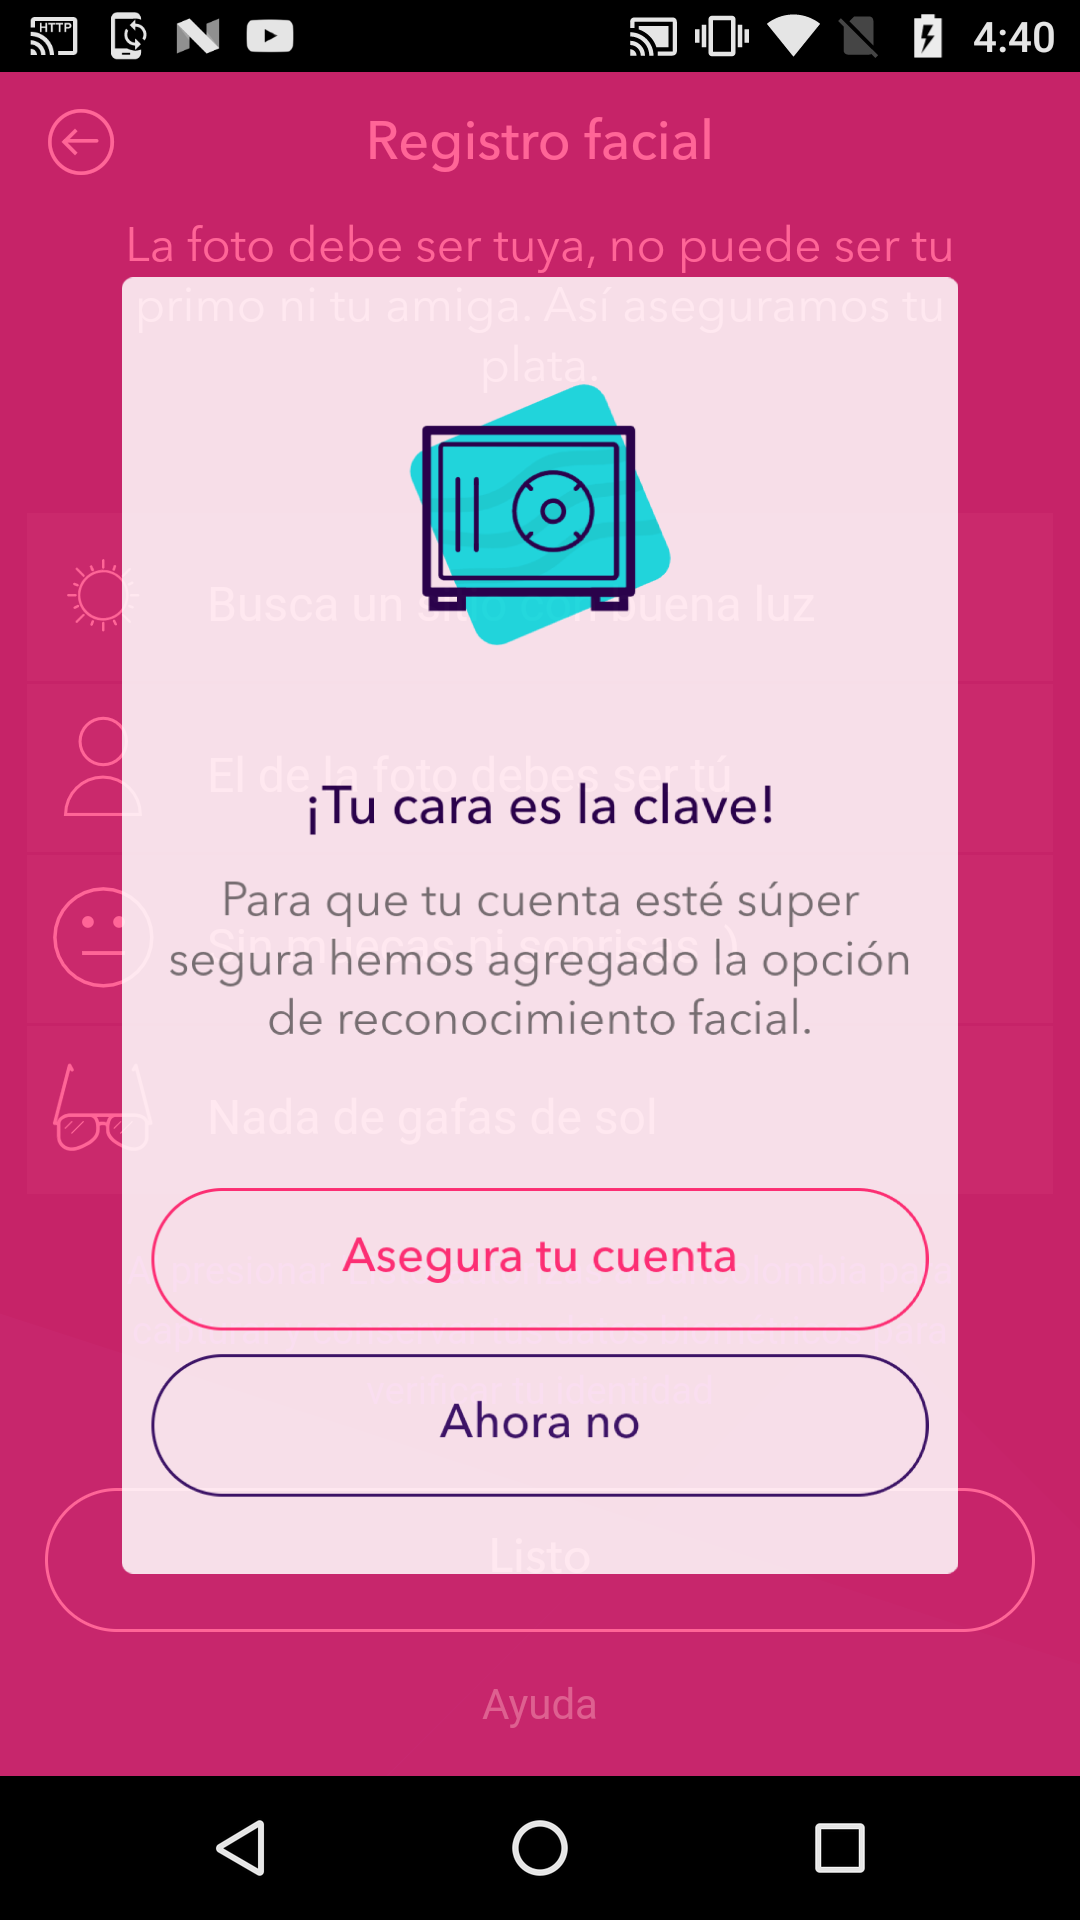 HTTP
4:40
Registro facial
La foto debe ser tuya, no puede ser tu
primo ni tu amiga. Así aseguramos tu
plata.
Busca un sitio con buena luz
El de la foto debes ser tú
¡Tu cara es la clave!
Para que tu cuenta esté súper
Sin muecas ni sonrisas :)
segura hemos agregado la opción
de reconocimiento facial.
Nada de gafas de sol
Asegura tu cuenta
Ahora no
Listo
Ayuda